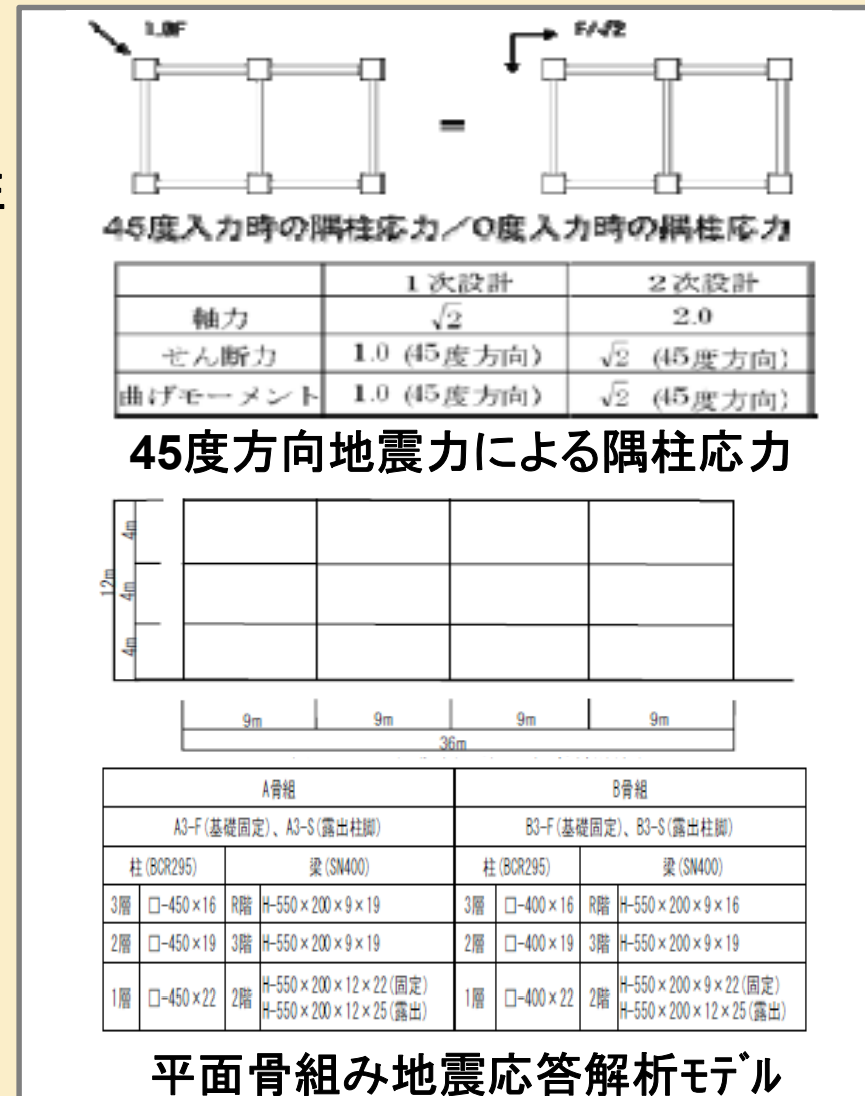 1.0F F/√2
=
45度入力時の隅柱応力/0度入力時の隅柱応力
1次設計 2次設計
軸力 √2 2.0
せん断力 1.0 (45度方向) √2 (45度方向)
曲げモーメント 1.0 (45度方向) √2 (45度方向)
45度方向地震力による隅柱応力
4m
12m 4m
4m
9m 9m 9m 9m
36m
A骨組 B骨組
A3-F(基礎固定)、A3-S(露出柱脚) B3-F(基礎固定)、B3-S(露出柱脚)
柱(BCR295) 梁(SN400) 柱(BCR295) 梁(SN400)
3層 □-450×16 R階 H-550×200×9×19 3層 □-400×16 R階 H-550×200×9×16
2層 □-450×19 3階 H-550×200×9×19 2層 □-400×19 3階 H-550×200×9×19
1層 □-450×22 2階 H-550×200×12×22(固定) 1層 □-400×22 2階 H-550×200×9×22(固定)
H-550×200×12×25(露出) H-550×200×12×25(露出)
平面骨組み地震応答解析モデル